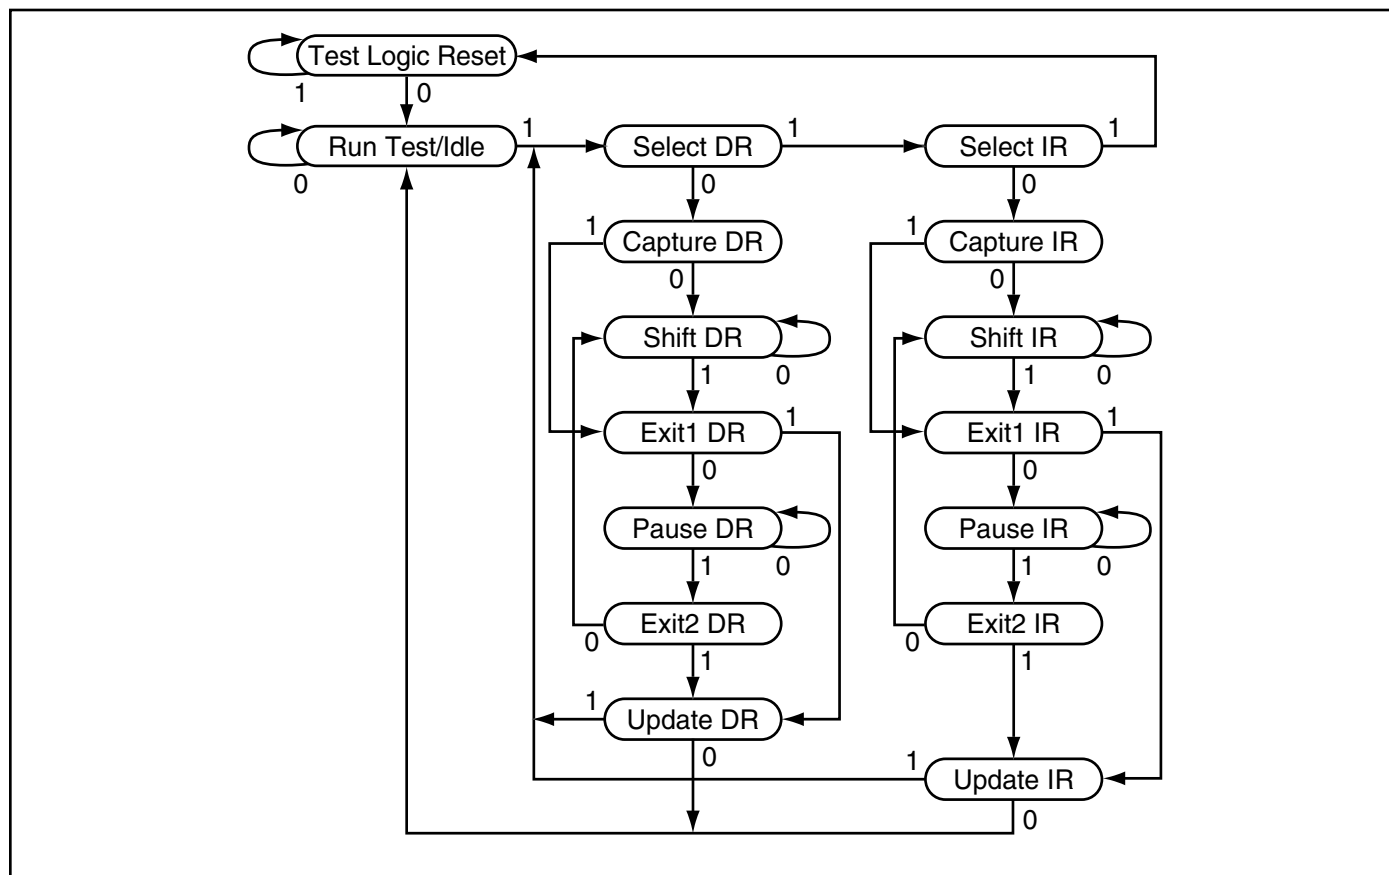 Test Logic Reset
1 0
Run Test/Idle 1 Select DR 1 Select IR 1
0 0 0
1 Capture DR 1 Capture IR
0 0
Shift DR Shift IR
1 0 1 0
Exit1 DR 1 Exit1 IR 1
0 0
Pause DR Pause IR
1 0 1 0
Exit2 DR Exit2 IR
0 1 0 1
1 Update DR
0 1 Update IR
0